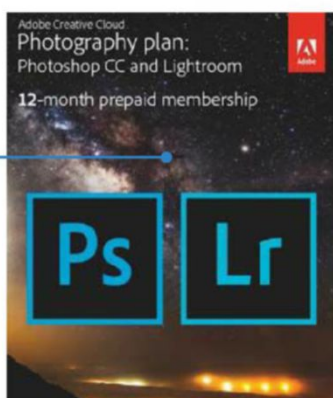 Adobe Creative Cloud
Photography plan:
Photoshop CC and Lightroom
12-month prepaid membership
Adobe
Ps
Lr